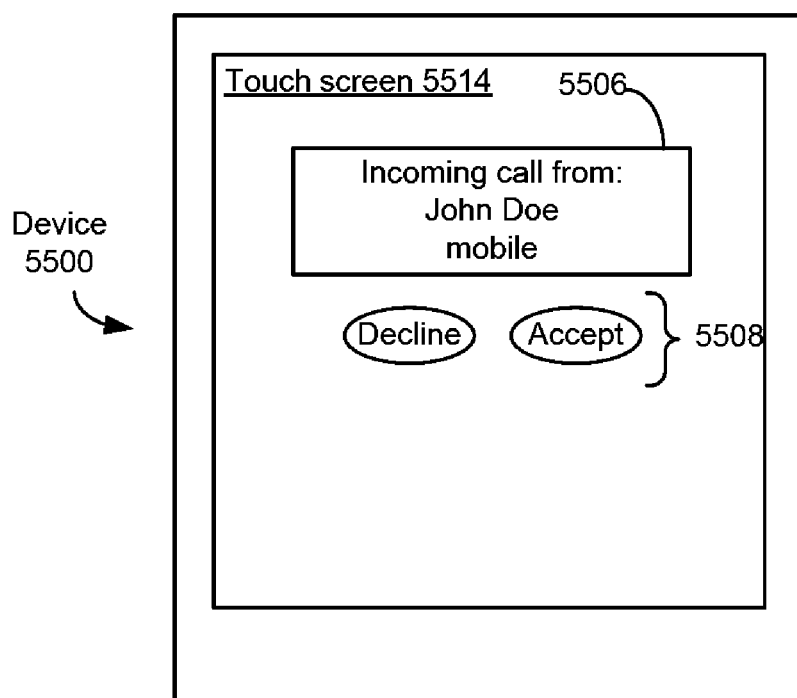 Touch screen 5514
5506
Incoming call from:
John Doe
mobile
Device
5500
Decline
Accept
5508